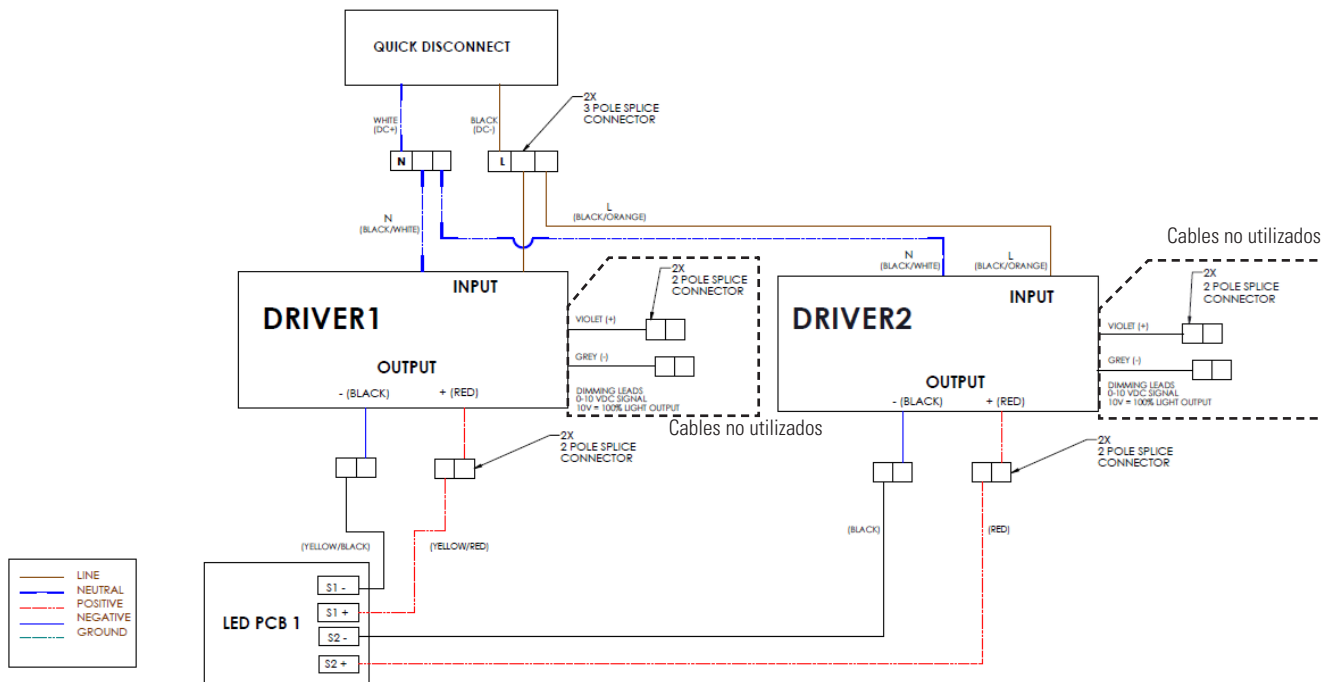 QUICK DISCONNECT
WHITE
(DC+)
BLACK
(DC-)
2X
3 POLE SPLICE
CONNECTOR
N
L
N
(BLACK/WHITE)
L
(BLACK/ORANGE)
N
(BLACK/WHITE)
L
(BLACK/ORANGE)
Cables no utilizados
INPUT
DRIVER1
OUTPUT
- (BLACK)
+ (RED)
2X
2 POLE SPLICE
CONNECTOR
VIOLET (+)
GREY (-)
DIMMING LEADS
0-10 VDC SIGNAL
10V = 100% LIGHT OUTPUT
Cables no utilizados
INPUT
DRIVER2
OUTPUT
- (BLACK)
+ (RED)
2X
2 POLE SPLICE
CONNECTOR
VIOLET (+)
GREY (-)
DIMMING LEADS
0-10 VDC SIGNAL
10V = 100% LIGHT OUTPUT
2X
2 POLE SPLICE
CONNECTOR
2X
2 POLE SPLICE
CONNECTOR
(YELLOW/BLACK)
(YELLOW/RED)
(BLACK)
(RED)
LINE
NEUTRAL
POSITIVE
NEGATIVE
GROUND
LED PCB 1
S1 -
S1 +
S2 -
S2 +